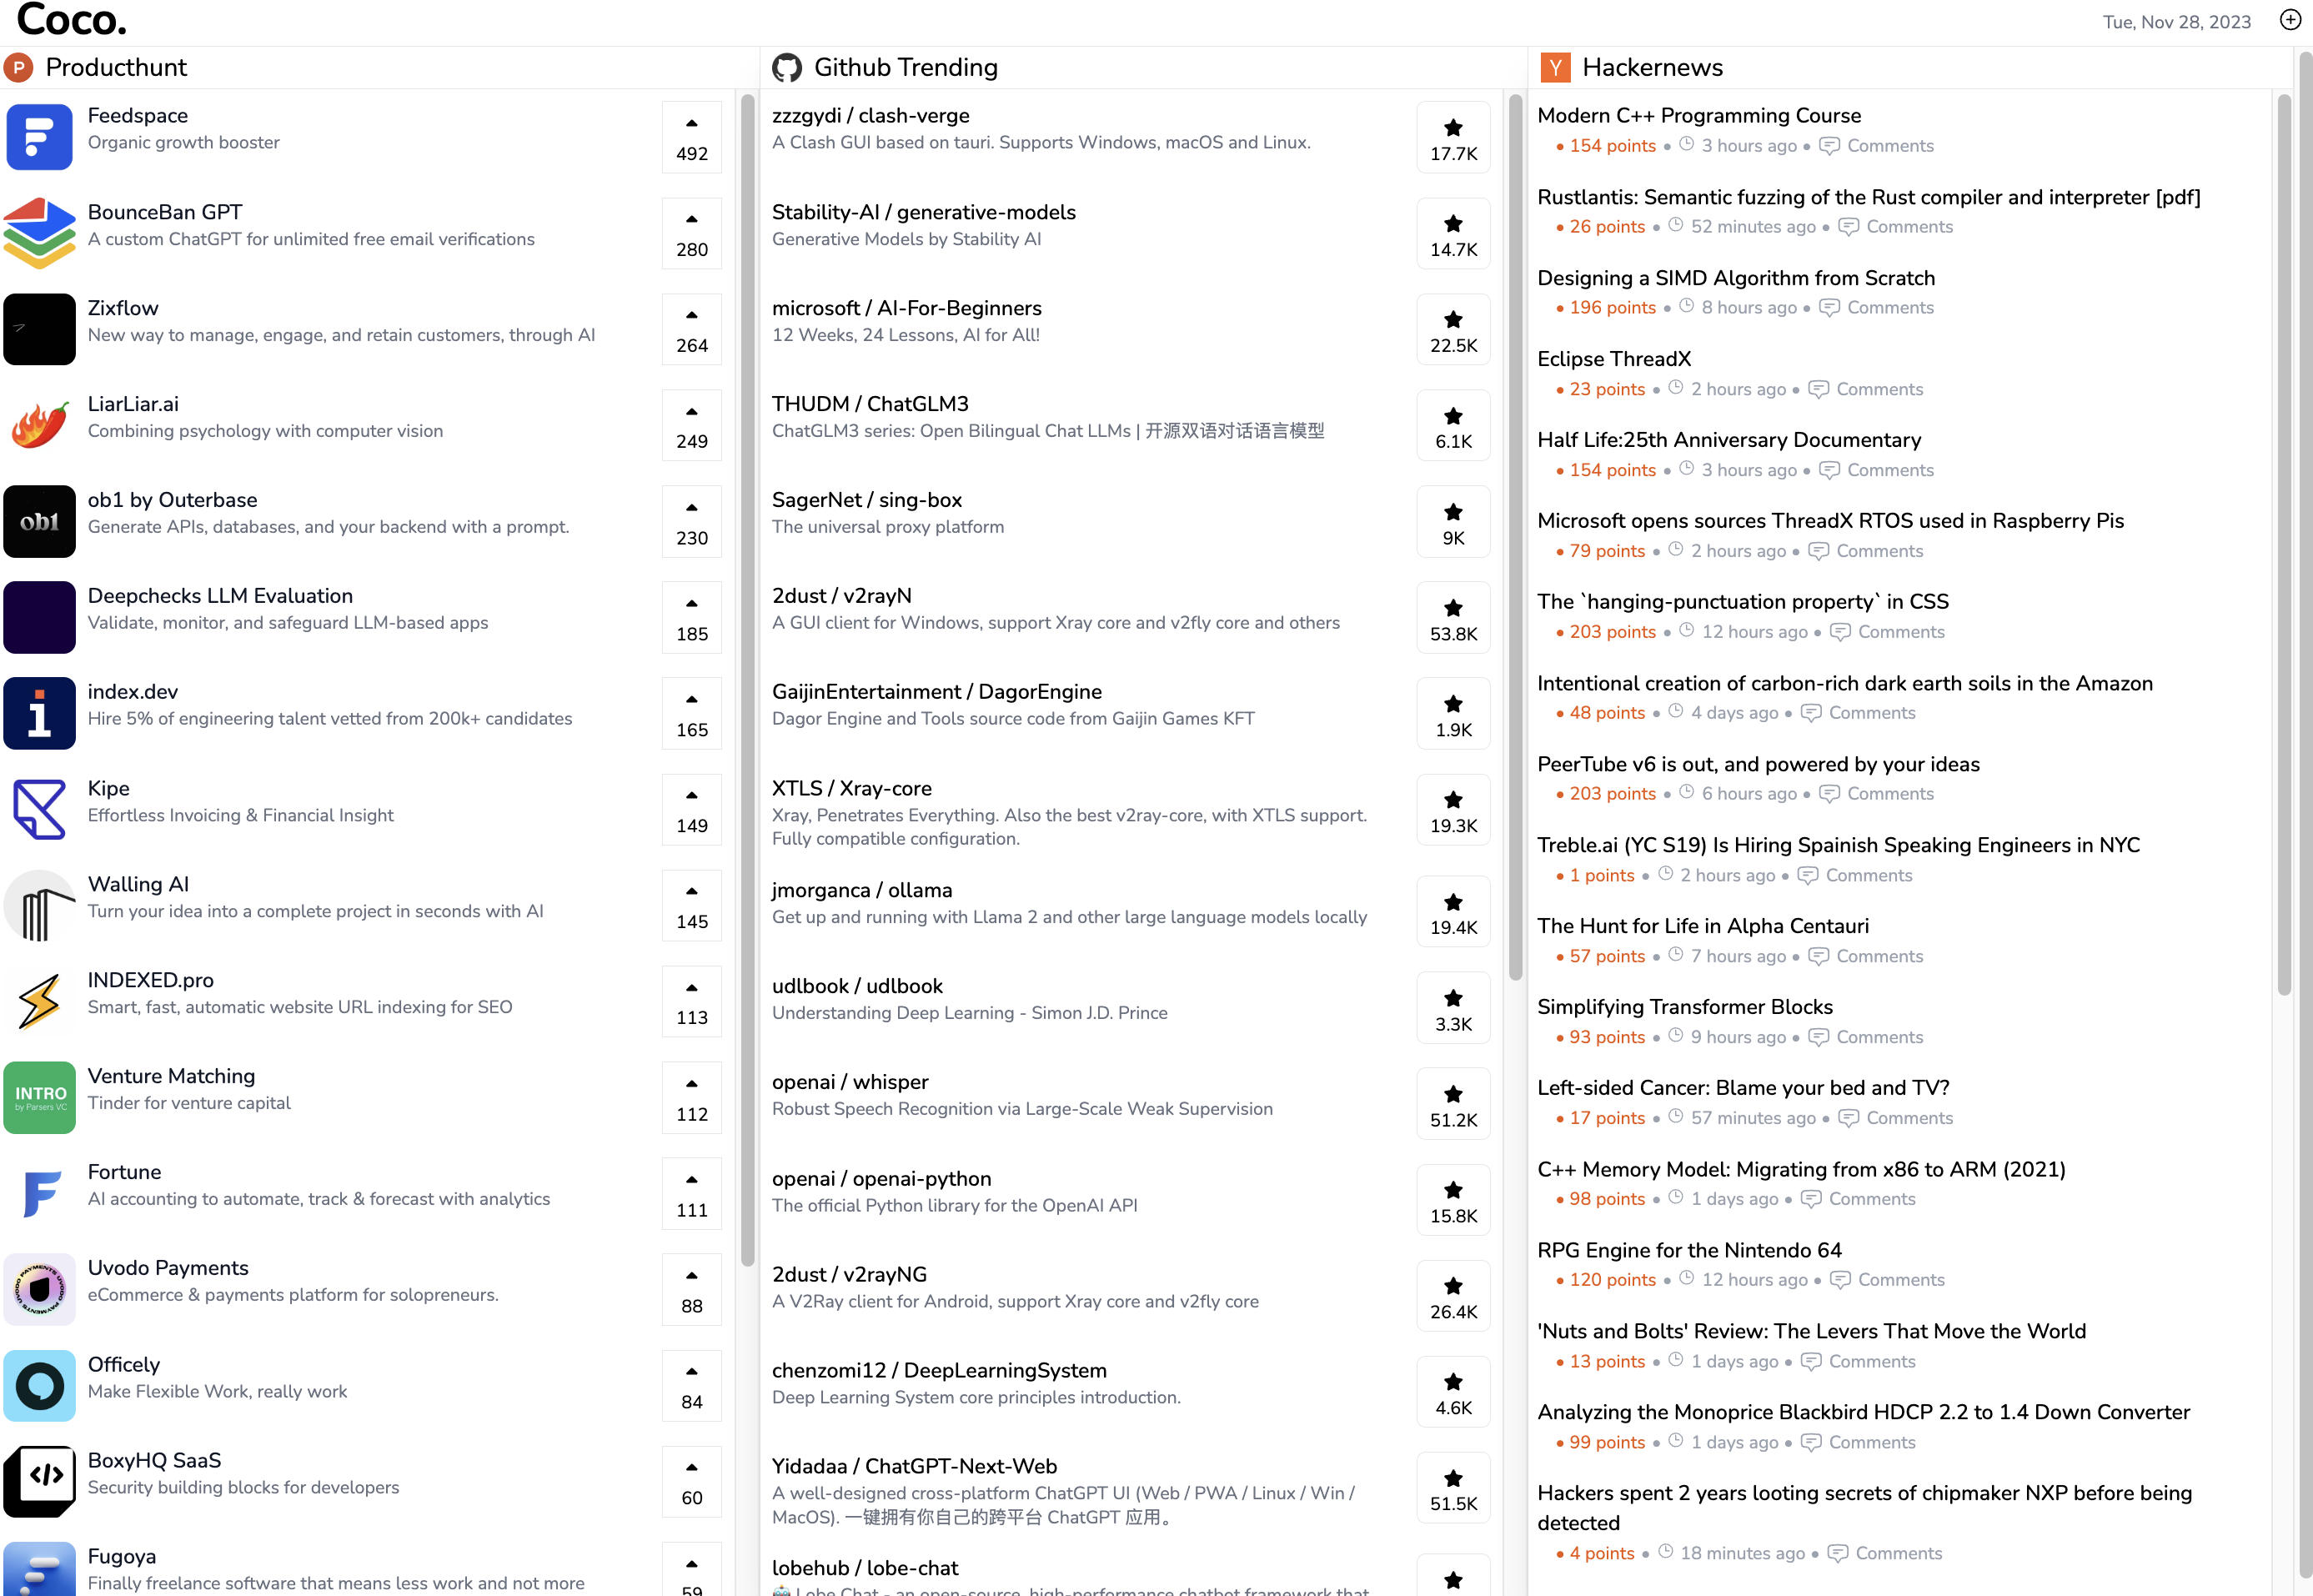 Coco.
Tue, Nov 28, 2023
P Producthunt
Feedspace
Organic growth booster
492
BounceBan GPT
A custom ChatGPT for unlimited free email verifications
280
Zixflow
New way to manage, engage, and retain customers, through AI
264
LiarLiar.ai
Combining psychology with computer vision
249
ob1
ob1 by Outerbase
Generate APIs, databases, and your backend with a prompt.
230
Deepchecks LLM Evaluation
Validate, monitor, and safeguard LLM-based apps
185
index.dev
Hire 5% of engineering talent vetted from 200k+ candidates
165
Kipe
Effortless Invoicing & Financial Insight
149
Walling AI
Turn your idea into a complete project in seconds with AI
145
INDEXED.pro
Smart, fast, automatic website URL indexing for SEO
113
INTRO
by Parsers VC
Venture Matching
Tinder for venture capital
112
Fortune
AI accounting to automate, track & forecast with analytics
111
Uvodo Payments
eCommerce & payments platform for solopreneurs.
88
Officely
Make Flexible Work, really work
84
BoxyHQ SaaS
Security building blocks for developers
60
Fugoya
Finally freelance software that means less work and not more
59
Github Trending
zzzgydi / clash-verge
A Clash GUI based on tauri. Supports Windows, macOS and Linux.
17.7K
Stability-AI / generative-models
Generative Models by Stability AI
14.7K
microsoft / AI-For-Beginners
12 Weeks, 24 Lessons, AI for All!
22.5K
THUDM / ChatGLM3
ChatGLM3 series: Open Bilingual Chat LLMs | 开源双语对话语言模型
6.1K
SagerNet / sing-box
The universal proxy platform
9K
2dust / v2rayN
A GUI client for Windows, support Xray core and v2fly core and others
53.8K
GaijinEntertainment / DagorEngine
Dagor Engine and Tools source code from Gaijin Games KFT
1.9K
XTLS / Xray-core
Xray, Penetrates Everything. Also the best v2ray-core, with XTLS support.
Fully compatible configuration.
19.3K
jmorganca / ollama
Get up and running with Llama 2 and other large language models locally
19.4K
udlbook / udlbook
Understanding Deep Learning - Simon J.D. Prince
3.3K
openai / whisper
Robust Speech Recognition via Large-Scale Weak Supervision
51.2K
openai / openai-python
The official Python library for the OpenAI API
15.8K
2dust / v2rayNG
A V2Ray client for Android, support Xray core and v2fly core
26.4K
chenzomi12 / DeepLearningSystem
Deep Learning System core principles introduction.
4.6K
Yidadaa / ChatGPT-Next-Web
A well-designed cross-platform ChatGPT UI (Web / PWA / Linux / Win /
MacOS). 一键拥有你自己的跨平台 ChatGPT 应用。
51.5K
lobehub / lobe-chat
🤖 Lobe Chat - an open-source, high-performance chatbot framework that
Y Hackernews
Modern C++ Programming Course
• 154 points • 3 hours ago • Comments
Rustlantis: Semantic fuzzing of the Rust compiler and interpreter [pdf]
• 26 points • 52 minutes ago • Comments
Designing a SIMD Algorithm from Scratch
• 196 points • 8 hours ago • Comments
Eclipse ThreadX
• 23 points • 2 hours ago • Comments
Half Life:25th Anniversary Documentary
• 154 points • 3 hours ago • Comments
Microsoft opens sources ThreadX RTOS used in Raspberry Pis
• 79 points • 2 hours ago • Comments
The `hanging-punctuation property` in CSS
• 203 points • 12 hours ago • Comments
Intentional creation of carbon-rich dark earth soils in the Amazon
• 48 points • 4 days ago • Comments
PeerTube v6 is out, and powered by your ideas
• 203 points • 6 hours ago • Comments
Treble.ai (YC S19) Is Hiring Spainish Speaking Engineers in NYC
• 1 points • 2 hours ago • Comments
The Hunt for Life in Alpha Centauri
• 57 points • 7 hours ago • Comments
Simplifying Transformer Blocks
• 93 points • 9 hours ago • Comments
Left-sided Cancer: Blame your bed and TV?
• 17 points • 57 minutes ago • Comments
C++ Memory Model: Migrating from x86 to ARM (2021)
• 98 points • 1 days ago • Comments
RPG Engine for the Nintendo 64
• 120 points • 12 hours ago • Comments
'Nuts and Bolts' Review: The Levers That Move the World
• 13 points • 1 days ago • Comments
Analyzing the Monoprice Blackbird HDCP 2.2 to 1.4 Down Converter
• 99 points • 1 days ago • Comments
Hackers spent 2 years looting secrets of chipmaker NXP before being
detected
• 4 points • 18 minutes ago • Comments